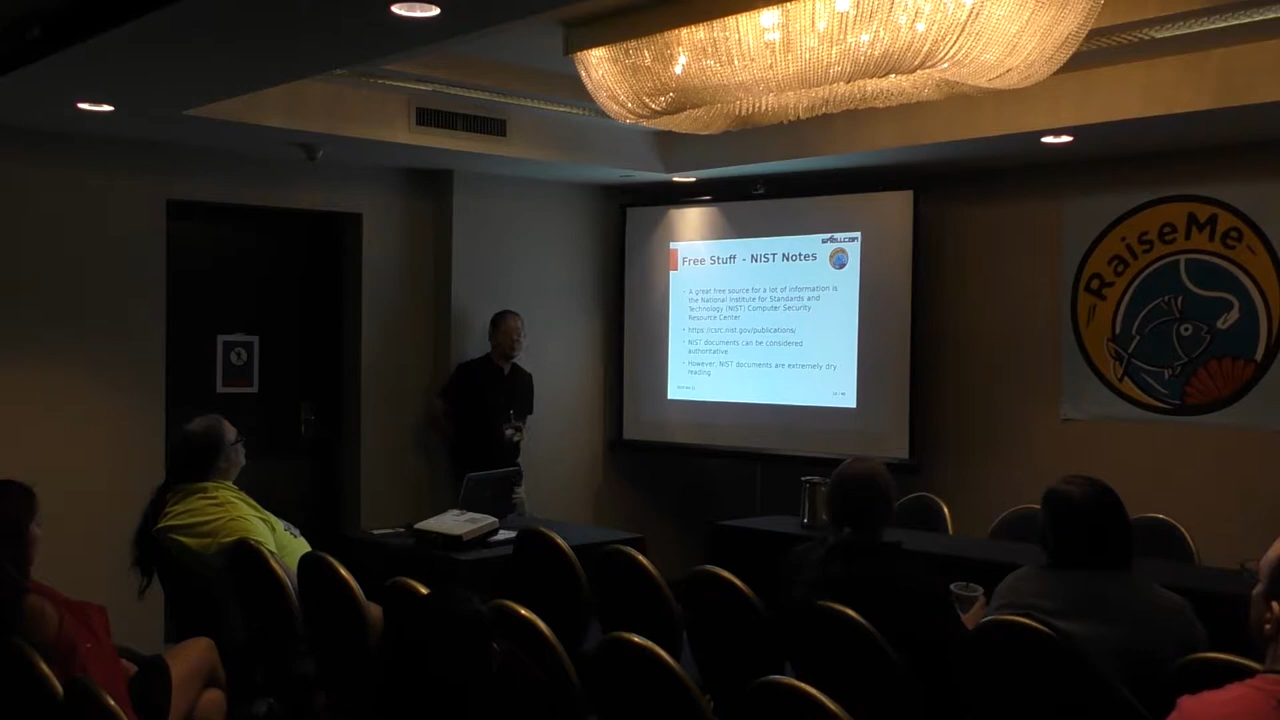 SHELLCON
Free Stuff - NIST Notes
• A great free source for a lot of information is
the National Institute for Standards and
Technology (NIST) Computer Security
Resource Center
• https://csrc.nist.gov/publications/
• NIST documents can be considered
authoritative
• However, NIST documents are extremely dry
reading
RaiseMe